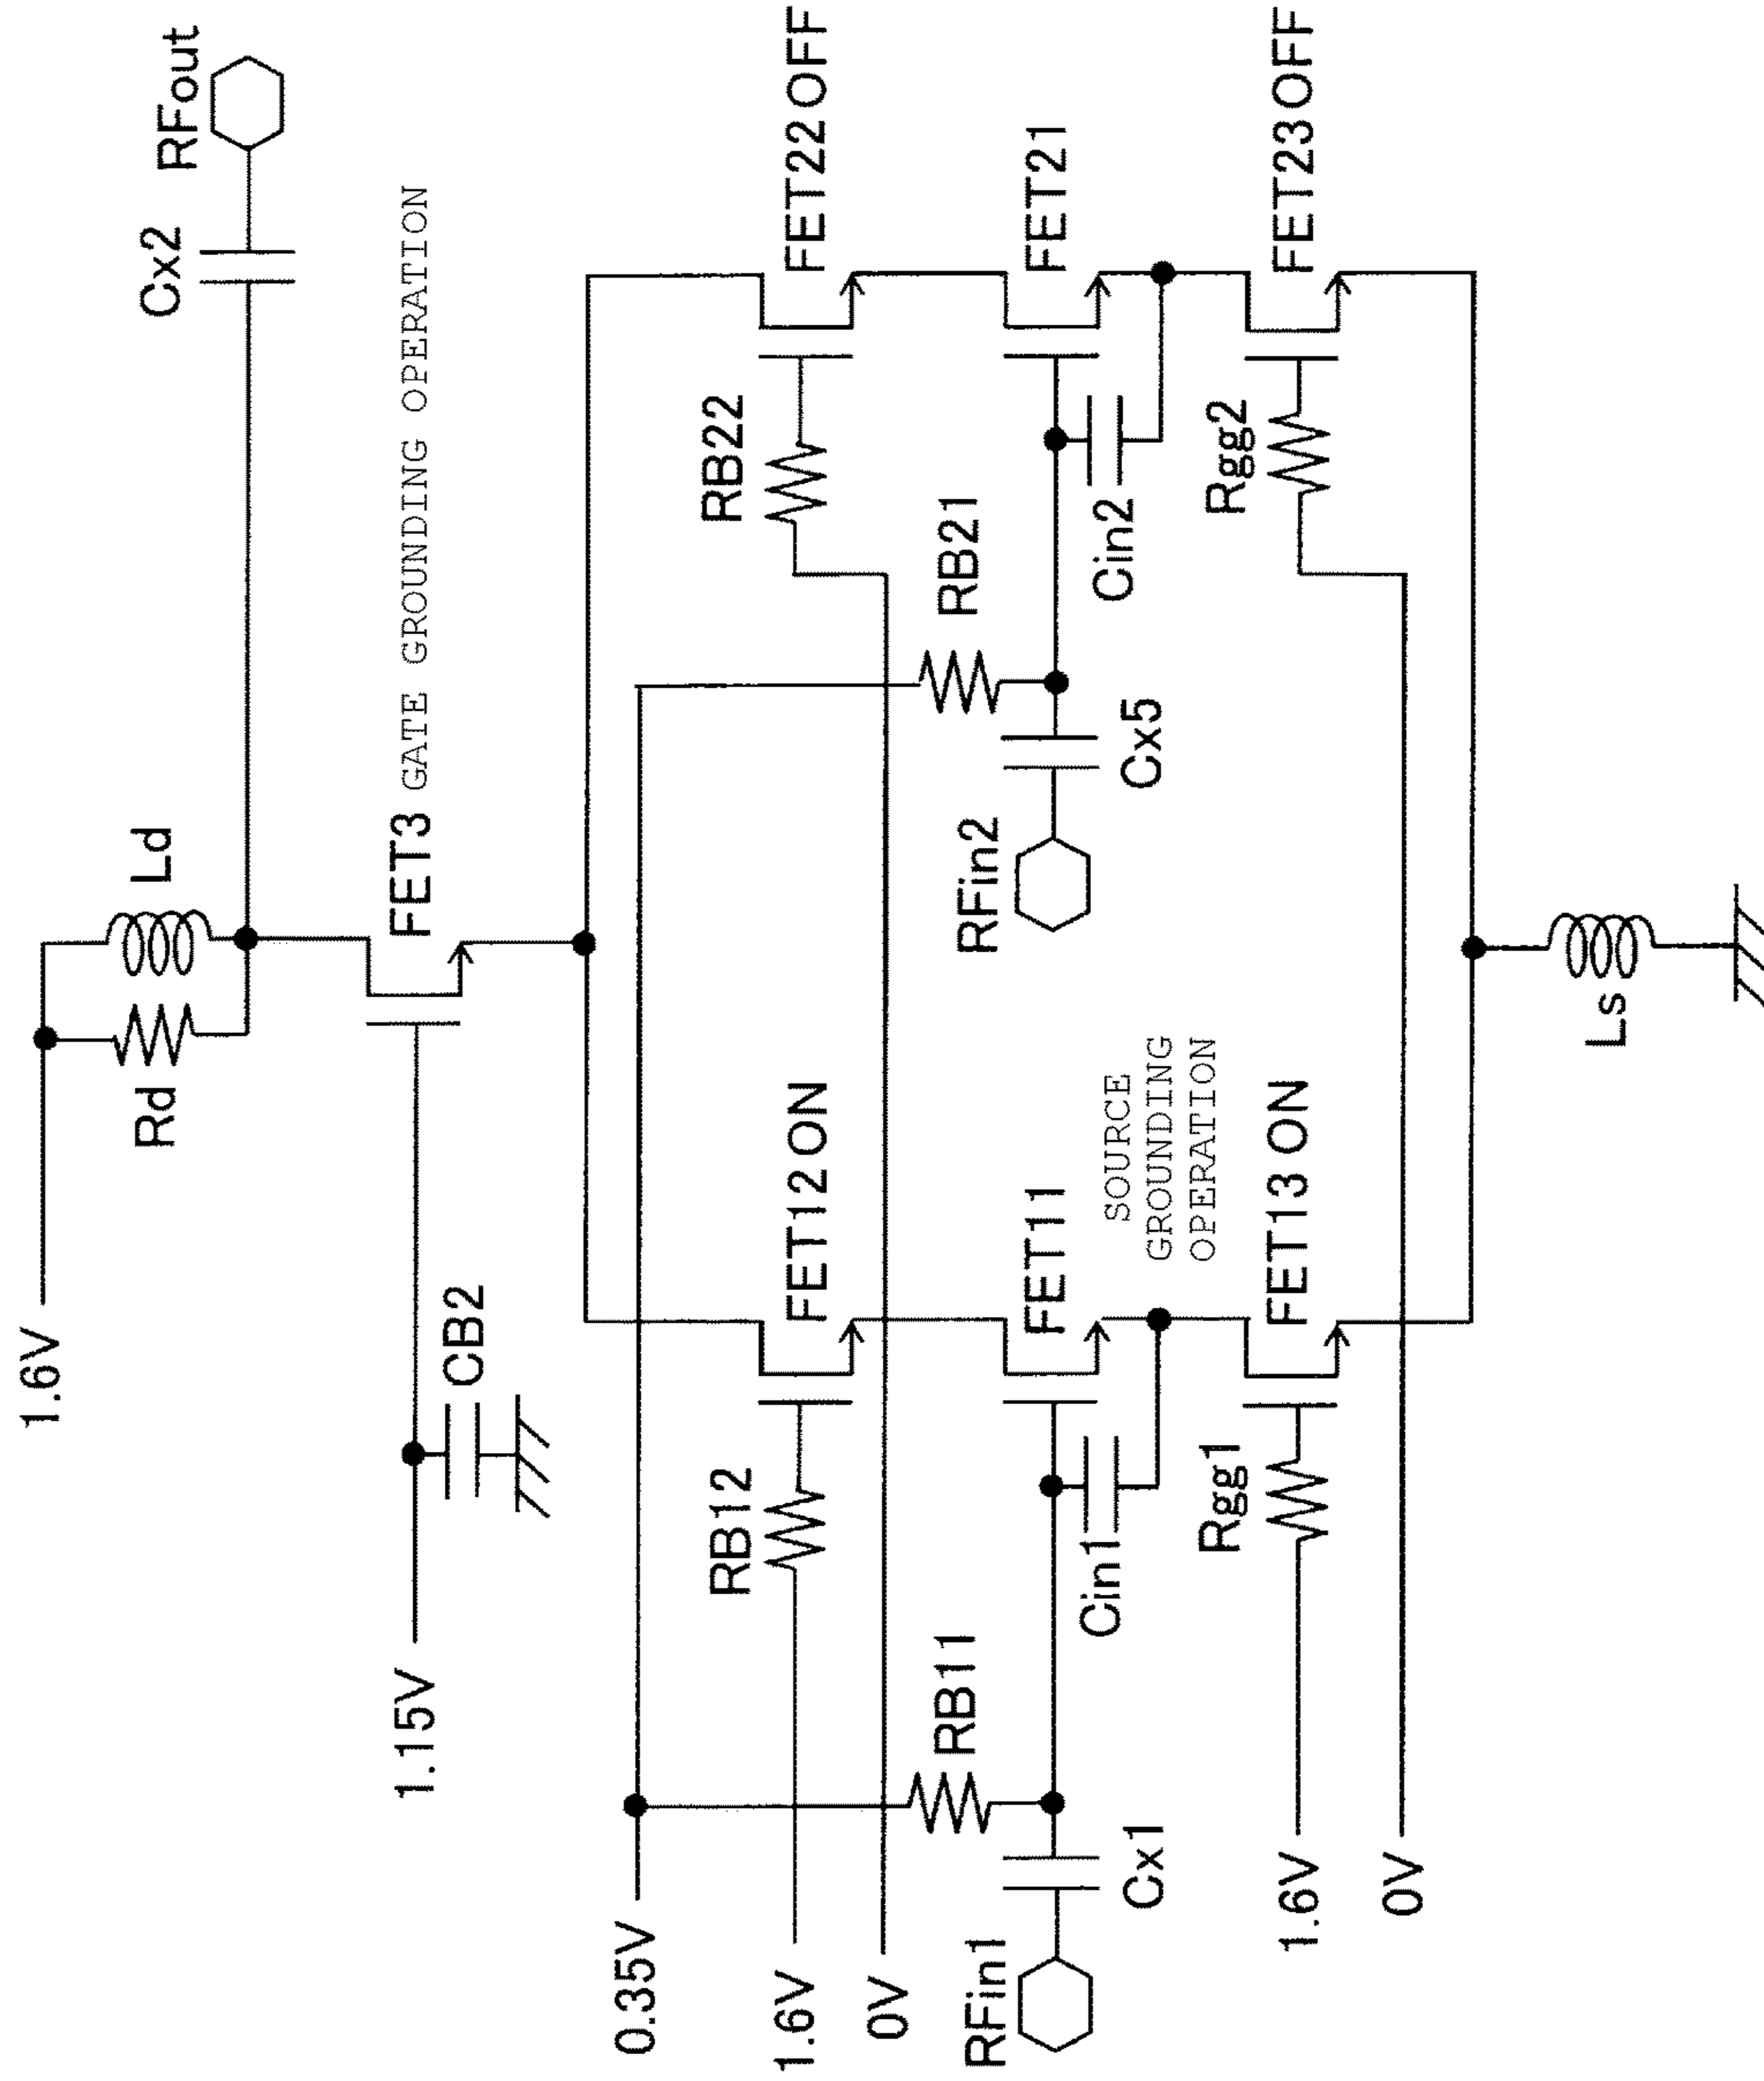 1.6V
Rd
Ld
Cx2
RFout
1.15V
CB2
FET3 GATE GROUNDING OPERATION
0.35V
RB12
FET12 ON
RB22
FET22 OFF
1.6V
0V
RB11
RB21
RFin1
Cx1
Cin1
FET11
SOURCE
GROUNDING
OPERATION
RFin2
Cx5
Cin2
FET21
1.6V
Rgg1
FET13 ON
Rgg2
FET23 OFF
0V
Ls